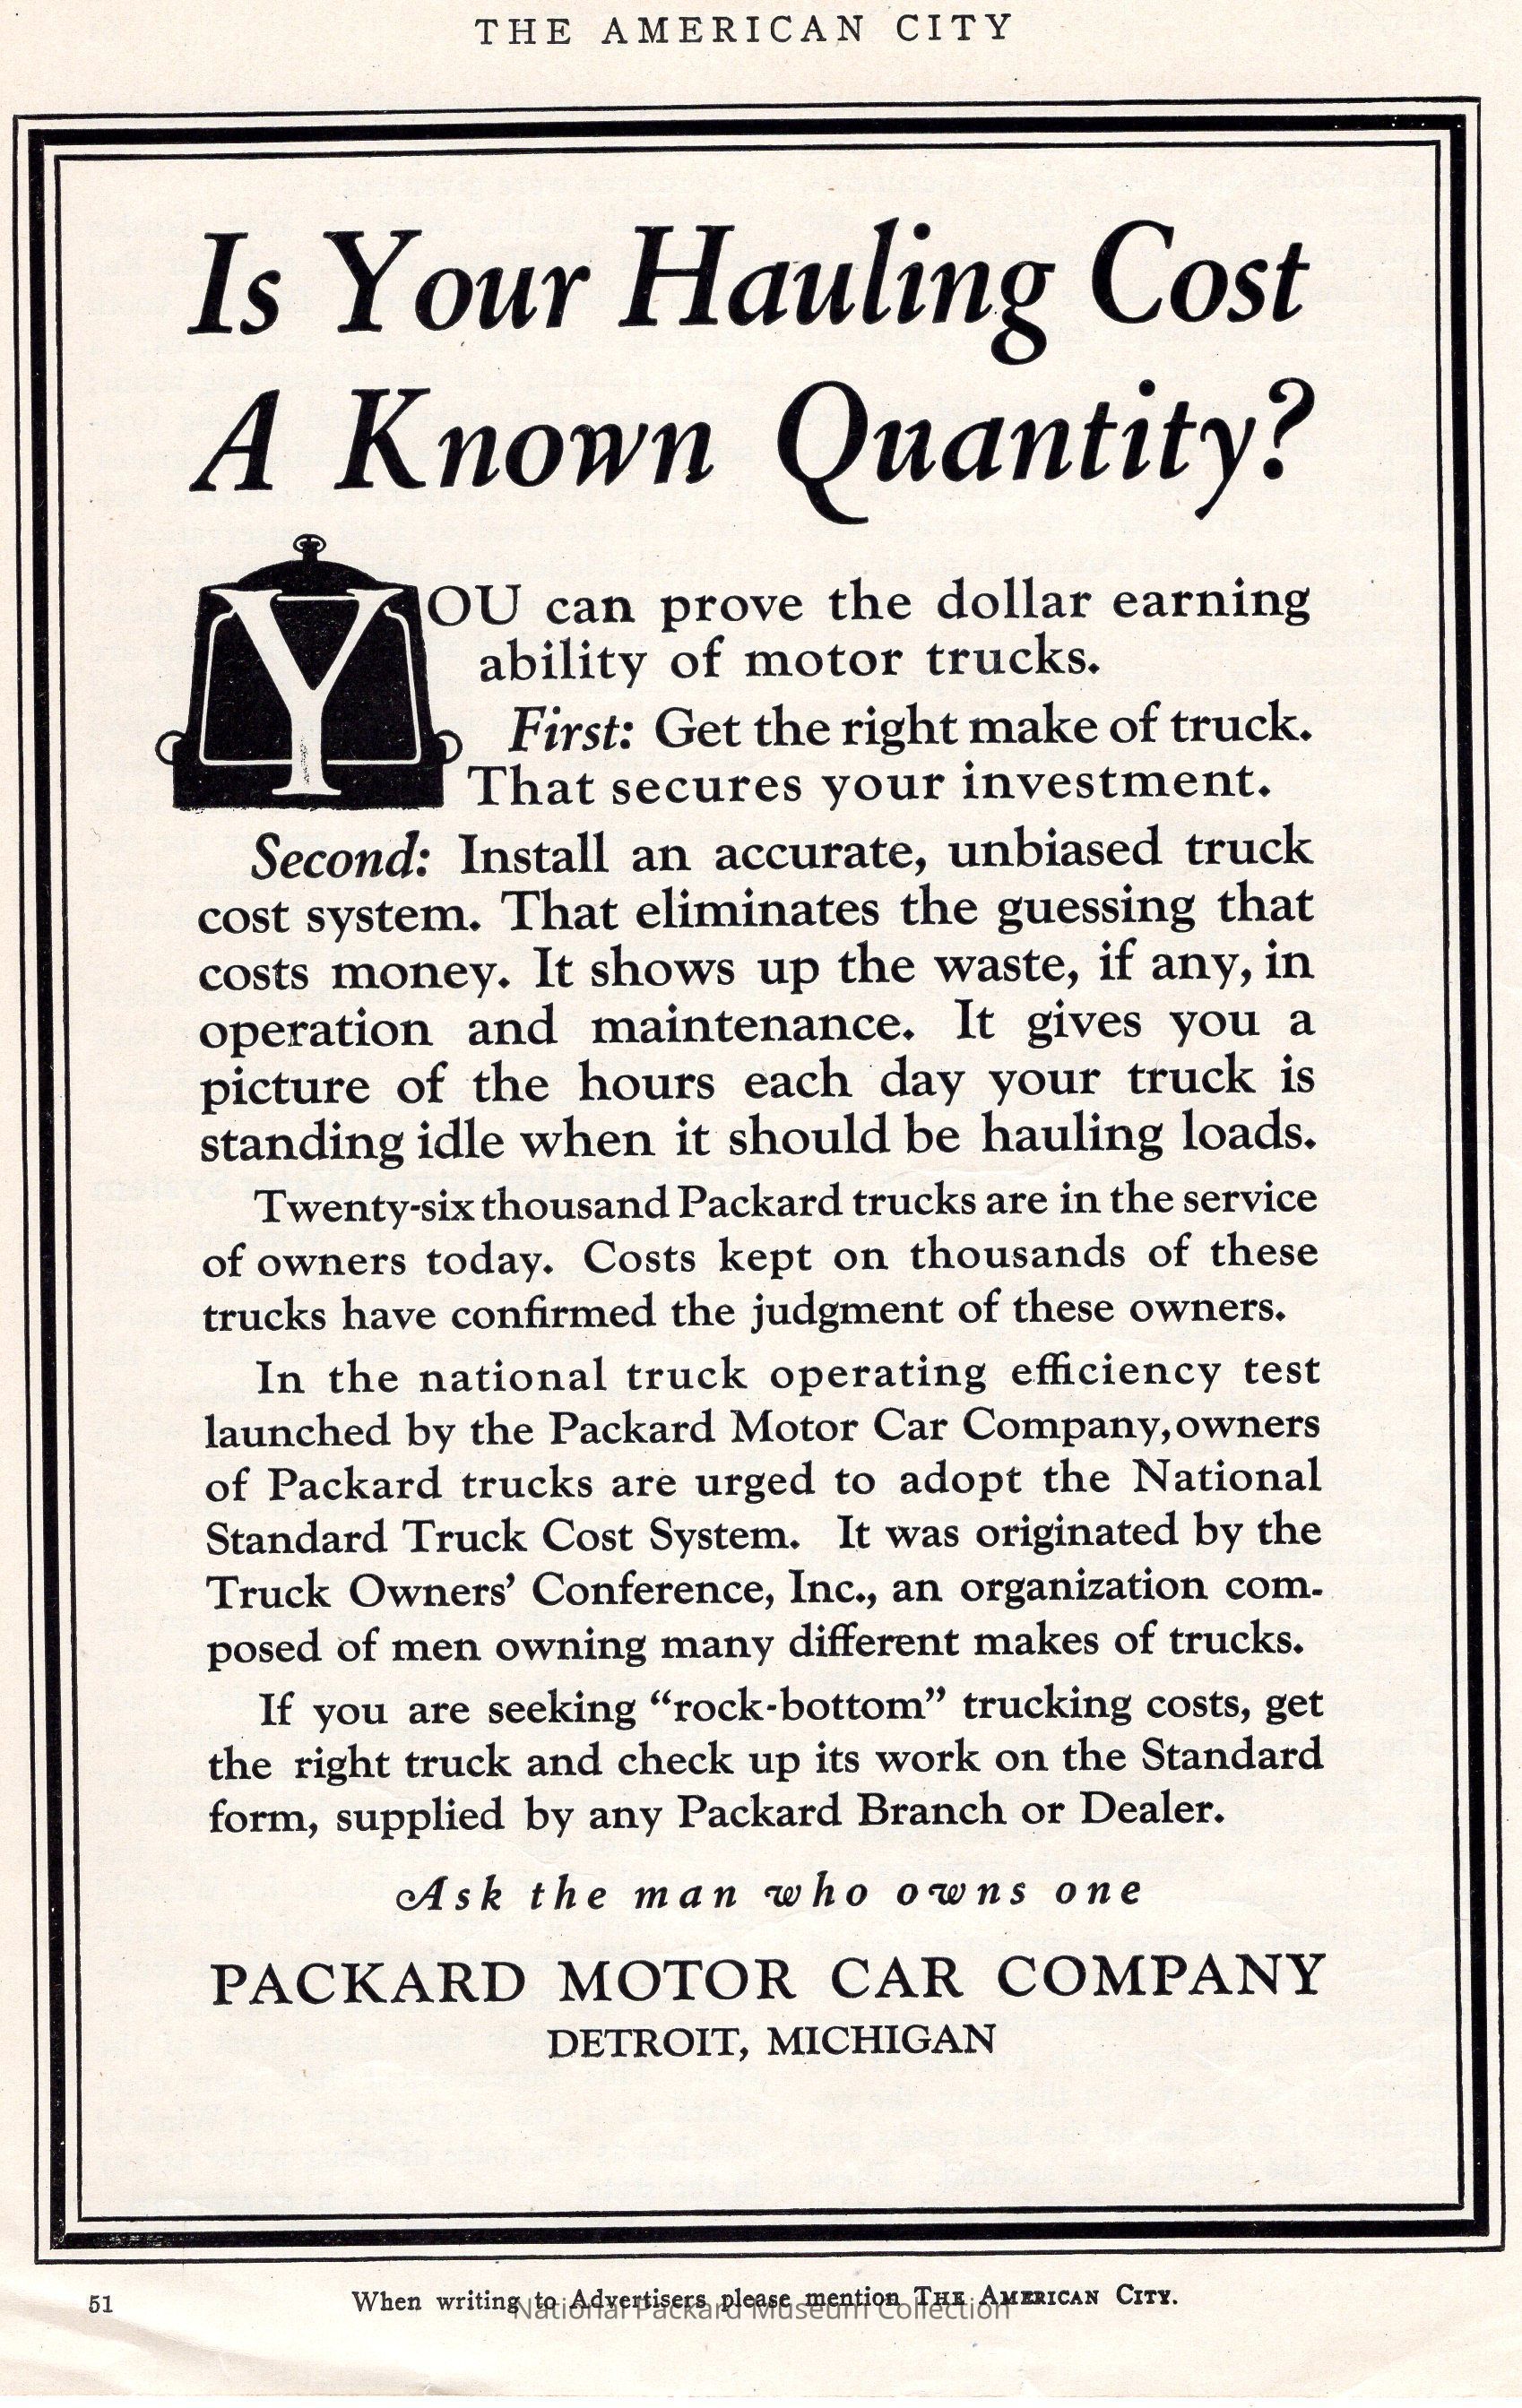 THE AMERICAN CITY
Is Your Hauling Cost
A Known Quantity?
YOU can prove the dollar earning
ability of motor trucks.
First: Get the right make of truck.
That secures your investment.
Second: Install an accurate, unbiased truck
cost system. That eliminates the guessing that
costs money. It shows up the waste, if any, in
operation and maintenance. It gives you a
picture of the hours each day your truck is
standing idle when it should be hauling loads.
Twenty-six thousand Packard trucks are in the service
of owners today. Costs kept on thousands of these
trucks have confirmed the judgment of these owners.
In the national truck operating efficiency test
launched by the Packard Motor Car Company, owners
of Packard trucks are urged to adopt the National
Standard Truck Cost System. It was originated by the
Truck Owners' Conference, Inc., an organization com-
posed of men owning many different makes of trucks.
If you are seeking “rock-bottom” trucking costs, get
the right truck and check up its work on the Standard
form, supplied by any Packard Branch or Dealer.
Ask the man who owns one
PACKARD MOTOR CAR COMPANY
DETROIT, MICHIGAN
51 When writing to Advertisers please mention THE AMERICAN CITY.
National Packard Museum Collection